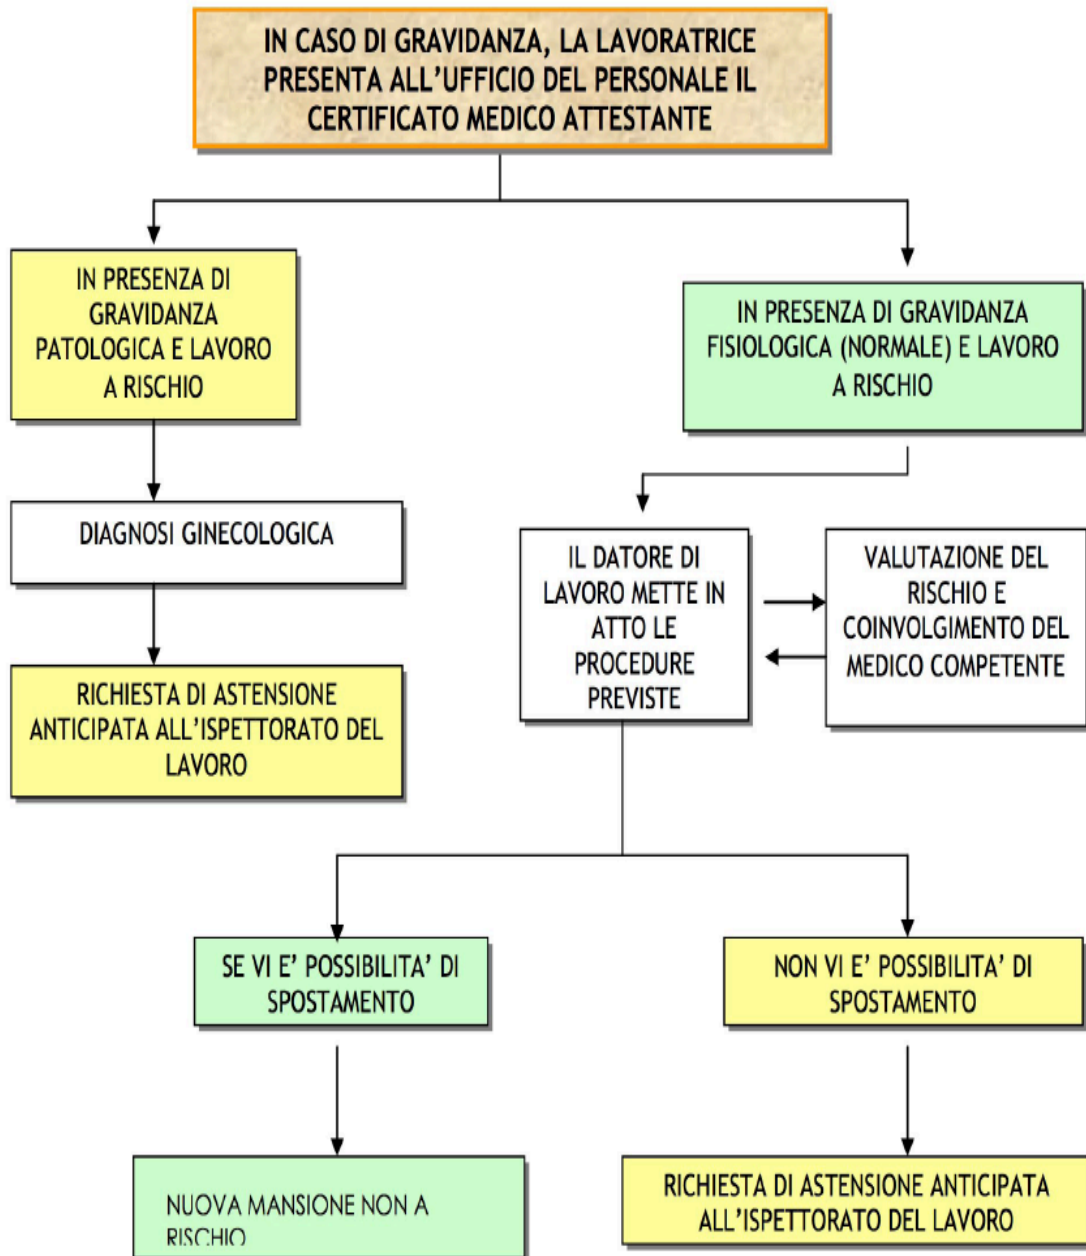 IN CASO DI GRAVIDANZA, LA LAVORATRICE
PRESENTA ALL'UFFICIO DEL PERSONALE IL
CERTIFICATO MEDICO ATTESTANTE
IN PRESENZA DI
GRAVIDANZA
PATOLOGICA E LAVORO
A RISCHIO
IN PRESENZA DI GRAVIDANZA
FISIOLOGICA (NORMALE) E LAVORO
A RISCHIO
DIAGNOSI GINECOLOGICA
IL DATORE DI
LAVORO METTE IN
ATTO LE
PROCEDURE
PREVISTE
VALUTAZIONE DEL
RISCHIO E
COINVOLGIMENTO DEL
MEDICO COMPETENTE
RICHIESTA DI ASTENSIONE
ANTICIPATA ALL'ISPETTORATO DEL
LAVORO
SE VI E' POSSIBILITA' DI
SPOSTAMENTO
NON VI E' POSSIBILITA' DI
SPOSTAMENTO
NUOVA MANSIONE NON A
RISCHIO
RICHIESTA DI ASTENSIONE ANTICIPATA
ALL'ISPETTORATO DEL LAVORO